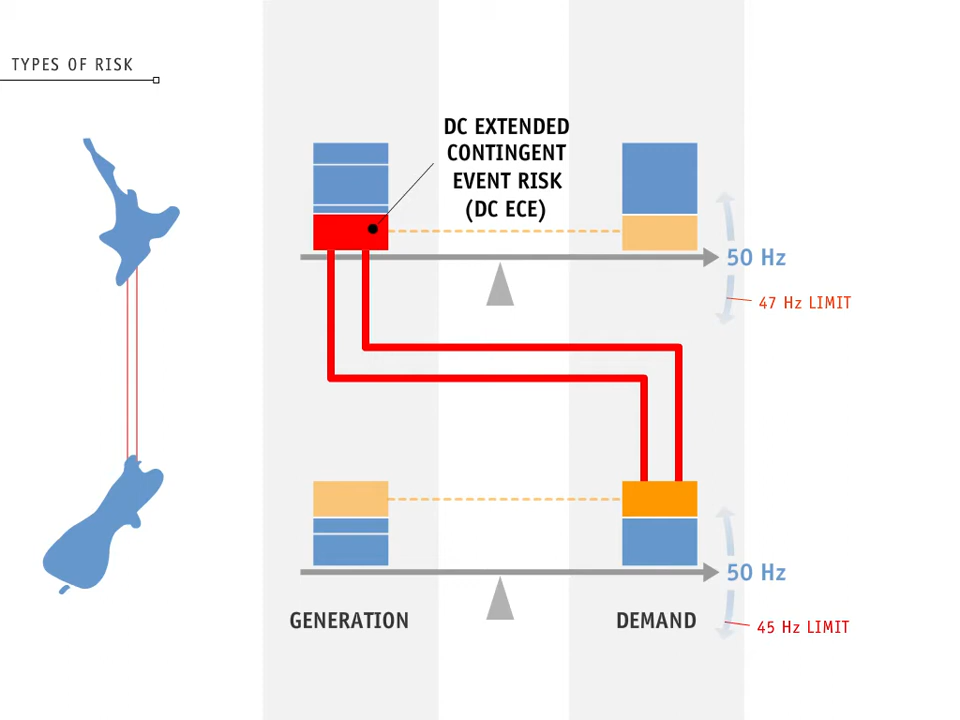 TYPES OF RISK
DC EXTENDED
CONTINGENT
EVENT RISK
(DC ECE)
50 Hz
47 Hz LIMIT
50 Hz
45 Hz LIMIT
GENERATION
DEMAND